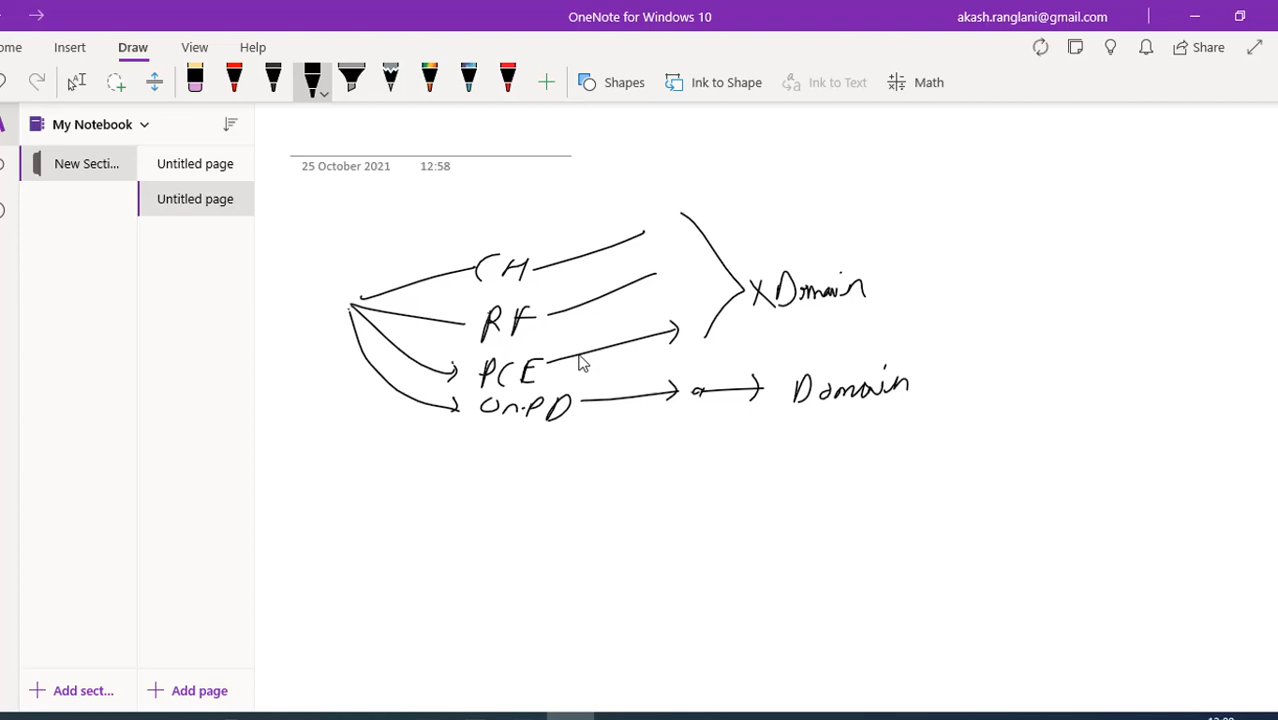 OneNote for Windows 10
akash.ranglani@gmail.com
ome Insert Draw View Help
Share
Shapes Ink to Shape Ink to Text Math
My Notebook
New Secti...
Untitled page
Untitled page
25 October 2021 12:58
CH
RF
X Domain
PCE
Un.PD
Domain
Add sect... Add page